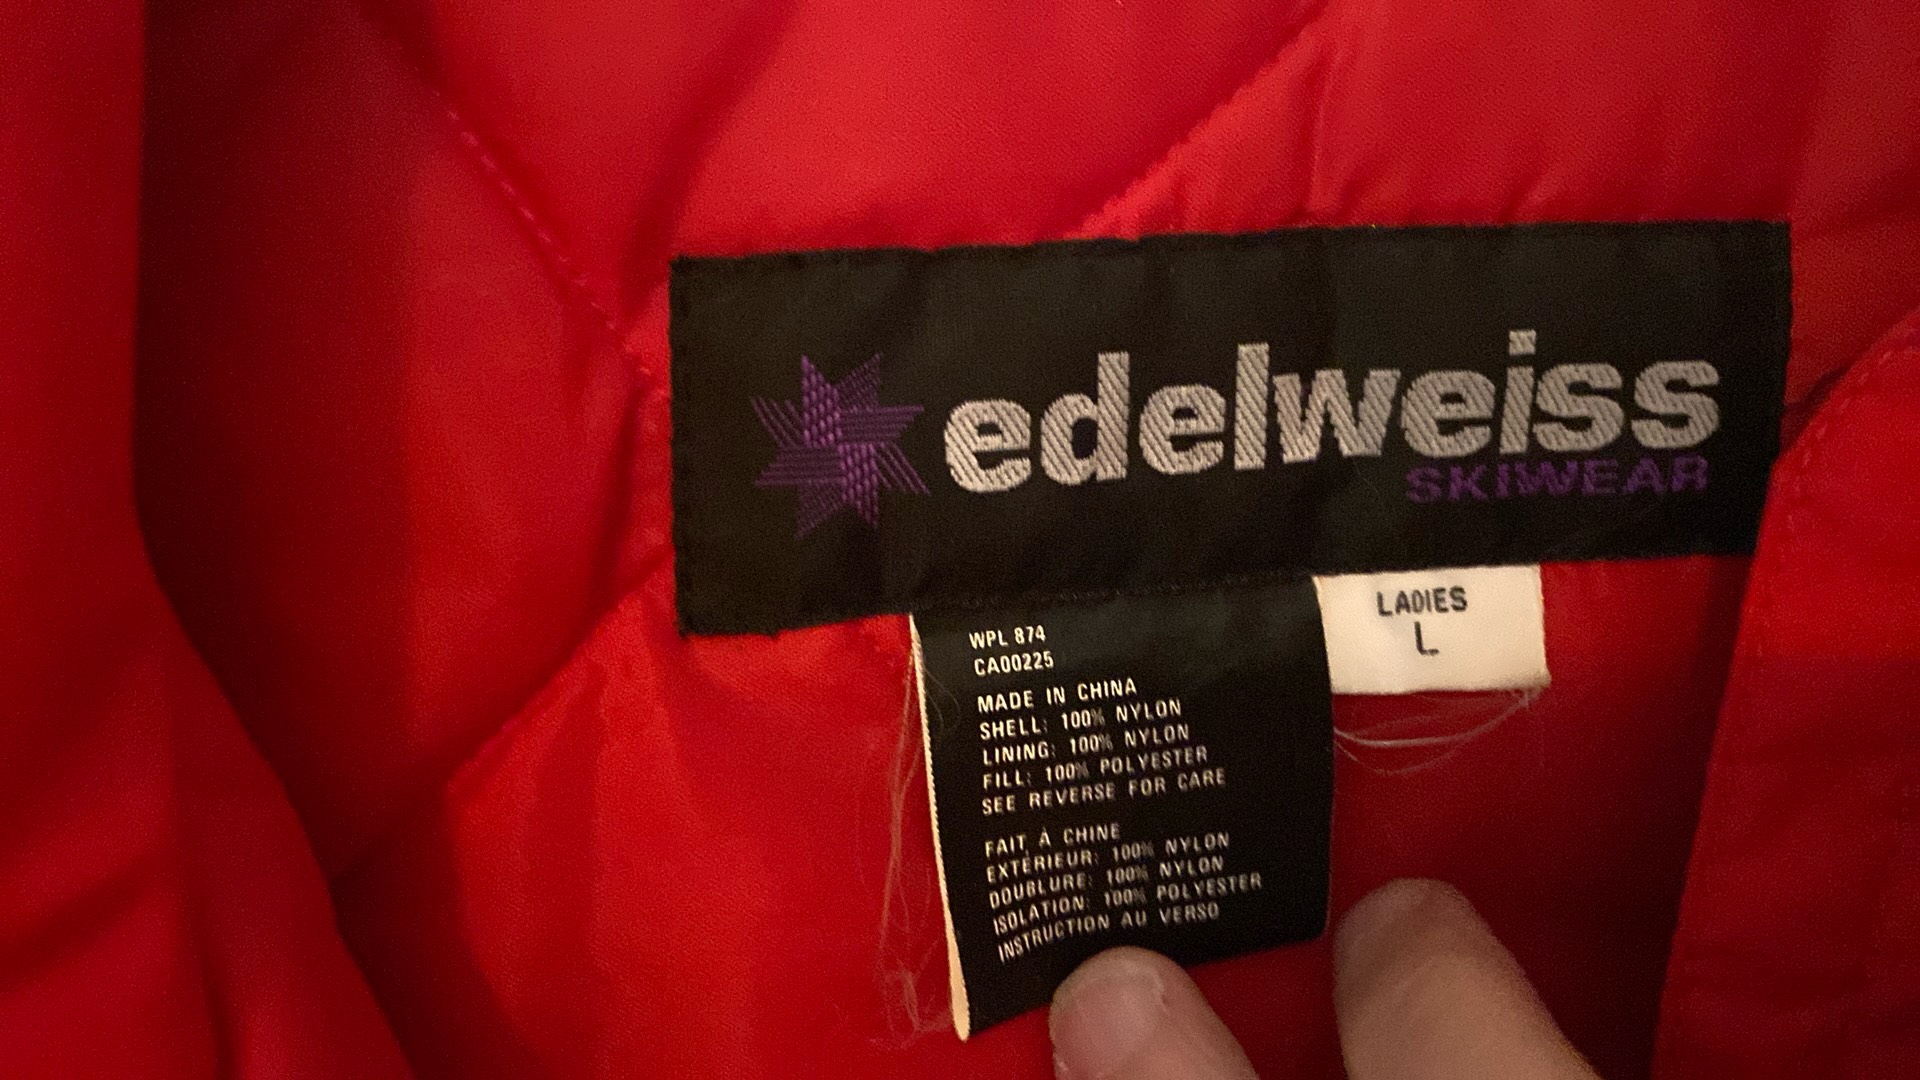 edelweiss
SKIWEAR
LADIES
L
WPL 874
CA00225
MADE IN CHINA
SHELL: 100% NYLON
LINING: 100% NYLON
FILL: 100% POLYESTER
SEE REVERSE FOR CARE
FAIT À CHINE
EXTÉRIEUR: 100% NYLON
DOUBLURE: 100% NYLON
ISOLATION: 100% POLYESTER
INSTRUCTION AU VERSO